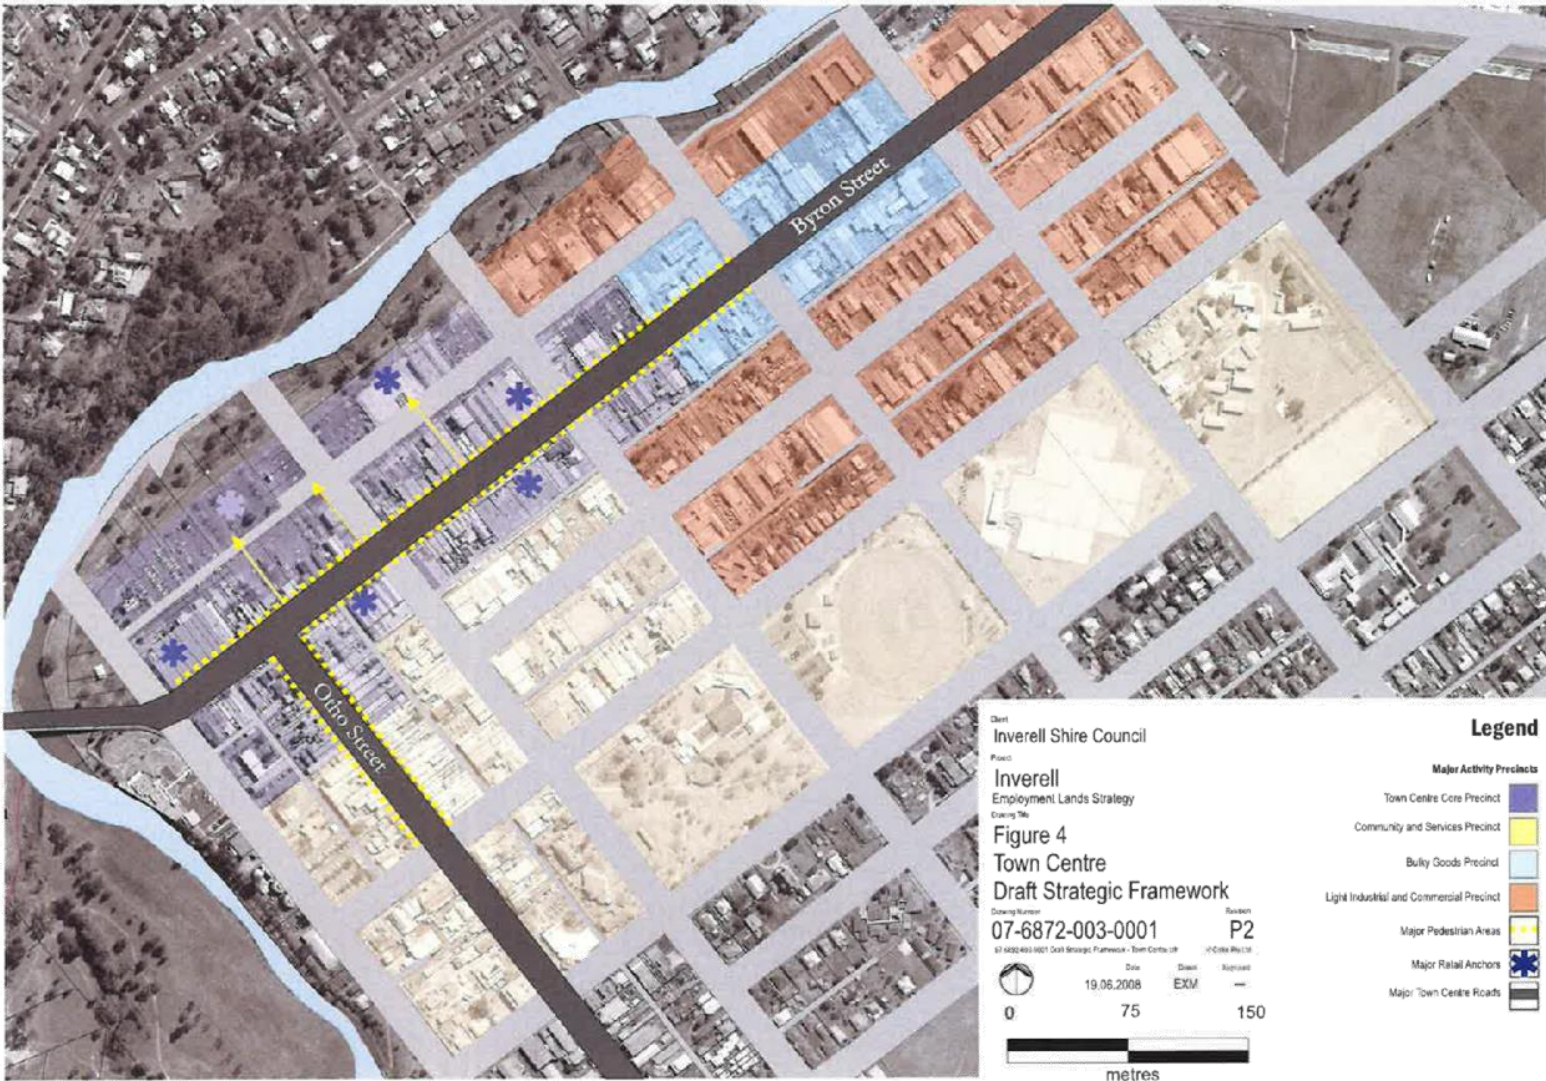 Byron Street
Otho Street
Client
Inverell Shire Council
Project
Inverell
Employment Lands Strategy
Drawing Title
Figure 4
Town Centre
Draft Strategic Framework
Drawing Number
Revision
07-6872-003-0001
P2
Date
Drawn
Approved
19.06.2008
EXM
0
75
150
metres
Legend
Major Activity Precincts
Town Centre Core Precinct
Community and Services Precinct
Bulky Goods Precinct
Light Industrial and Commercial Precinct
Major Pedestrian Areas
Major Retail Anchors
Major Town Centre Roads